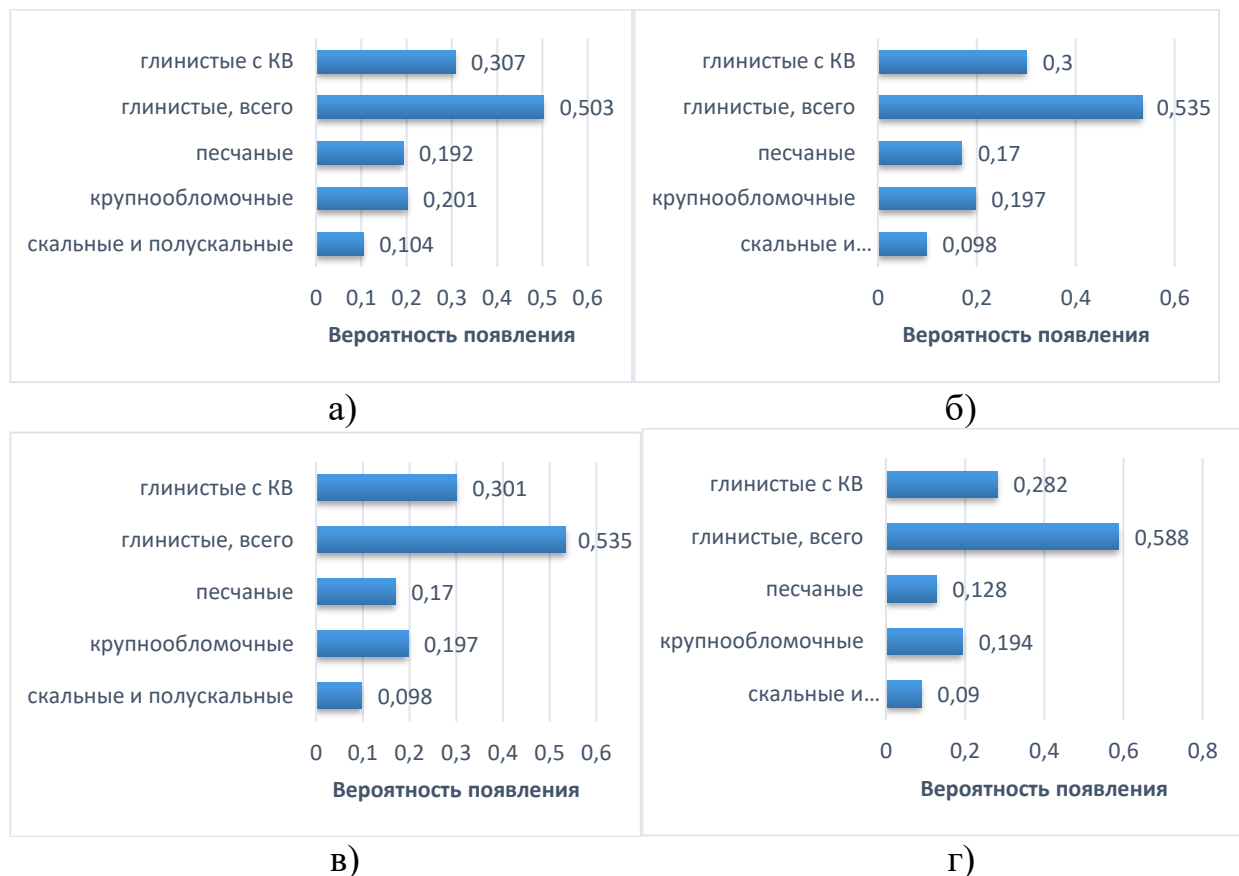 глинистые с КВ 0,307
глинистые, всего 0,503
песчаные 0,192
крупнообломочные 0,201
скальные и полускальные 0,104
0 0,1 0,2 0,3 0,4 0,5 0,6
Вероятность появления
а)
глинистые с КВ 0,3
глинистые, всего 0,535
песчаные 0,17
крупнообломочные 0,197
скальные и... 0,098
0 0,2 0,4 0,6
Вероятность появления
б)
глинистые с КВ 0,301
глинистые, всего 0,535
песчаные 0,17
крупнообломочные 0,197
скальные и полускальные 0,098
0 0,1 0,2 0,3 0,4 0,5 0,6
Вероятность появления
в)
глинистые с КВ 0,282
глинистые, всего 0,588
песчаные 0,128
крупнообломочные 0,194
скальные и... 0,09
0 0,2 0,4 0,6 0,8
Вероятность появления
г)